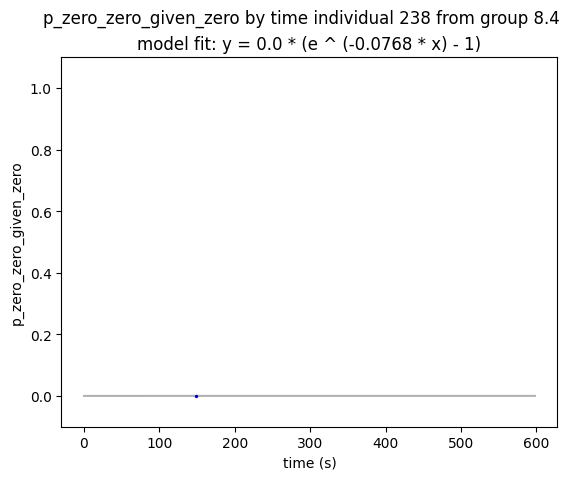 p_zero_zero_given_zero by time individual 238 from group 8.4
model fit: y = 0.0 * (e ^ (-0.0768 * x) - 1)
1.0
0.8
0.6
0.4
0.2
0.0
p_zero_zero_given_zero
0 100 200 300 400 500 600
time (s)